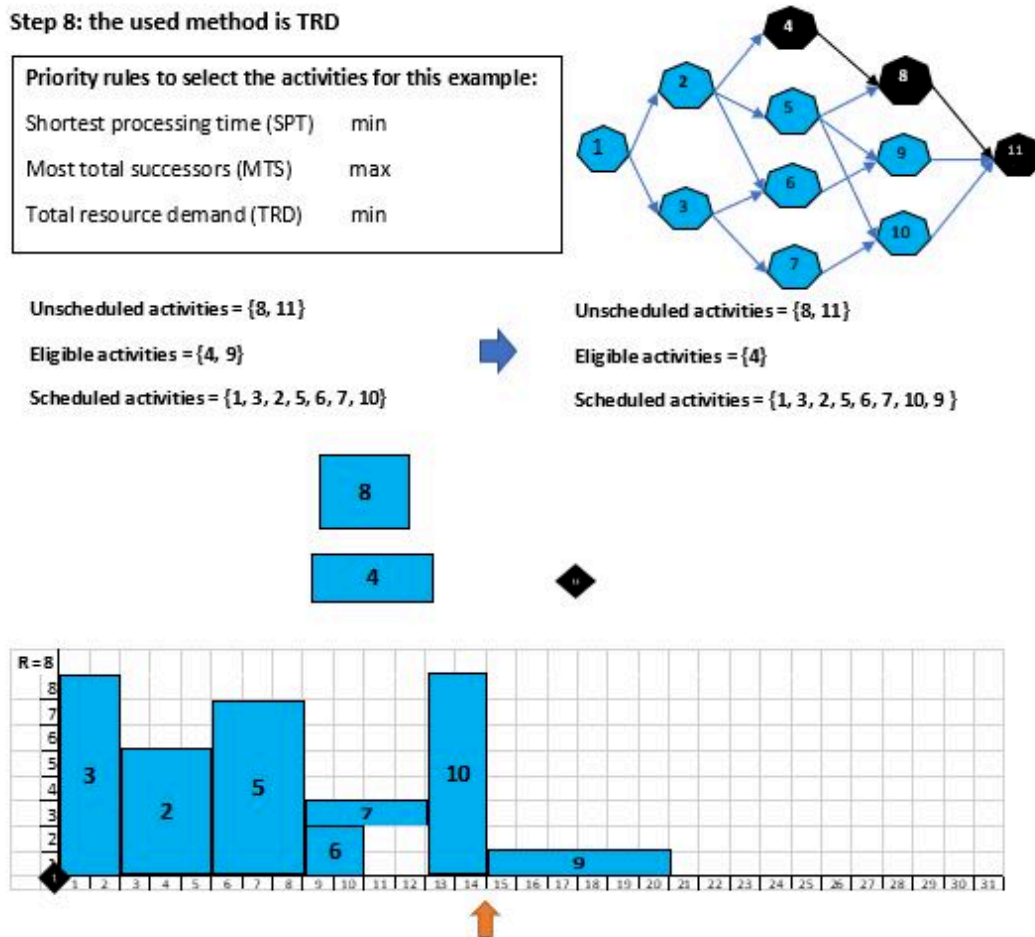 Step 8: the used method is TRD
Priority rules to select the activities for this example:
Shortest processing time (SPT) min
Most total successors (MTS) max
Total resource demand (TRD) min
4
2
8
5
1
9
11
6
3
10
7
Unscheduled activities = {8, 11}
Eligible activities = {4, 9}
Scheduled activities = {1, 3, 2, 5, 6, 7, 10}
Unscheduled activities = {8, 11}
Eligible activities = {4}
Scheduled activities = {1, 3, 2, 5, 6, 7, 10, 9 }
8
4
11
R = 8
8
7
6
5
4
3
2
1
3
2
5
7
6
10
9
1
1 2 3 4 5 6 7 8 9 10 11 12 13 14 15 16 17 18 19 20 21 22 23 24 25 26 27 28 29 30 31